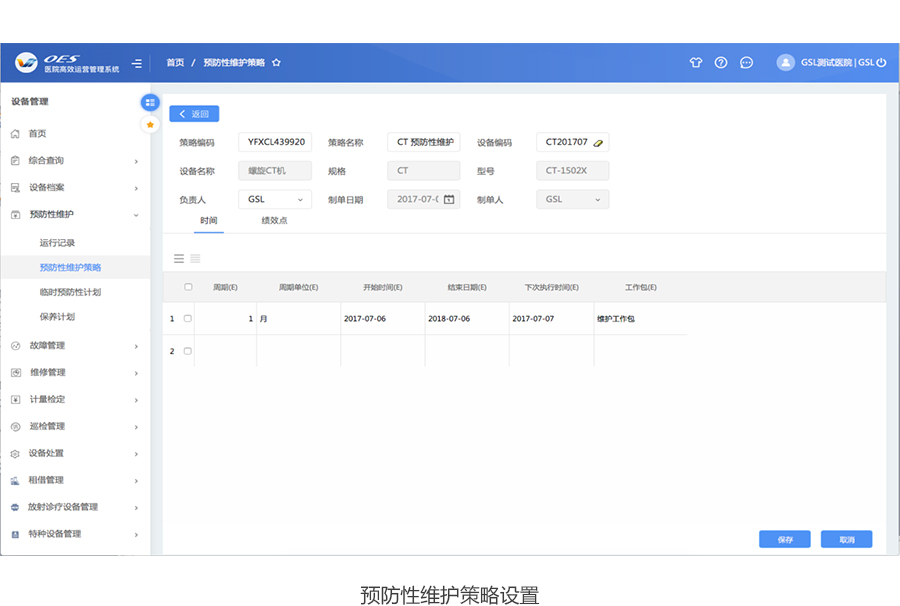 OES
医院高效运营管理系统
首页 / 预防性维护策略
GSL测试医院 | GSL
设备管理
首页
综合查询
设备档案
预防性维护
运行记录
预防性维护策略
临时预防性计划
保养计划
故障管理
维修管理
计量检定
巡检管理
设备处置
租借管理
放射诊疗设备管理
特种设备管理
返回
策略编码 YFXCL439920 策略名称 CT 预防性维护 设备编码 CT201707
设备名称 螺旋CT机 规格 CT 型号 CT-1502X
负责人 GSL 制单日期 2017-07-( 制单人 GSL
时间 绩效点
周期(E) 周期单位(E) 开始时间(E) 结束日期(E) 下次执行时间(E) 工作包(E)
1 1 月 2017-07-06 2018-07-06 2017-07-07 维护工作包
2
保存 取消
预防性维护策略设置